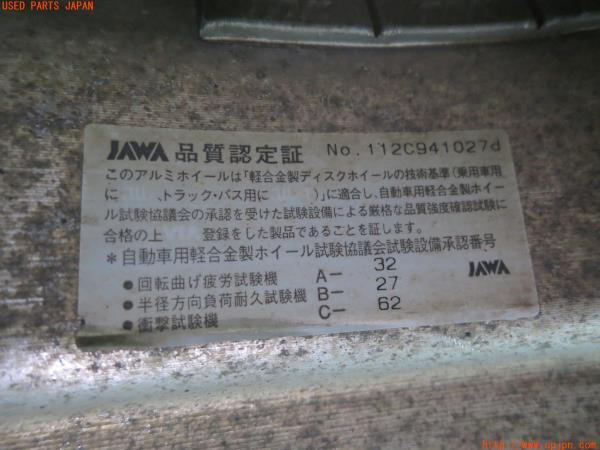 USED PARTS JAPAN
JAWA 品質認定証 No.112C941027d
このアルミホイールは「軽合金製ディスクホイールの技術基準(乗用車用
に 、トラック・バス用に )」に適合し、自動車用軽合金製ホイー
ル試験協議会の承認を受けた試験設備による厳格な品質強度確認試験に
合格の上 登録をした製品であることを証します。
*自動車用軽合金製ホイール試験協議会試験設備承認番号
●回転曲げ疲労試験機 A- 32
●半径方向負荷耐久試験機 B- 27
●衝撃試験機 C- 62
JAWA
http://www.upjpn.com